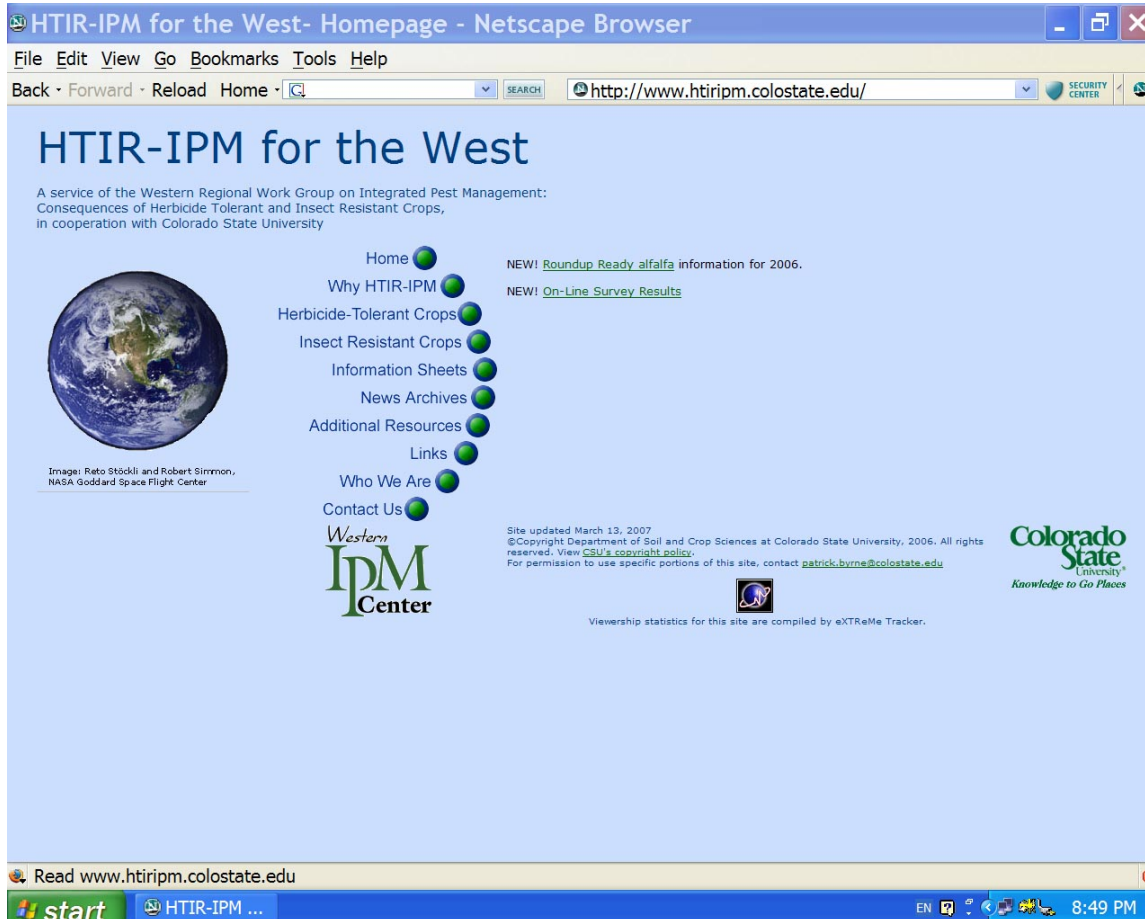 HTIR-IPM for the West- Homepage - Netscape Browser
File Edit View Go Bookmarks Tools Help
Back Forward Reload Home SEARCH http://www.htiripm.colostate.edu/ SECURITY CENTER
HTIR-IPM for the West
A service of the Western Regional Work Group on Integrated Pest Management:
Consequences of Herbicide Tolerant and Insect Resistant Crops,
in cooperation with Colorado State University
Home
Why HTIR-IPM
Herbicide-Tolerant Crops
Insect Resistant Crops
Information Sheets
News Archives
Additional Resources
Links
Who We Are
Contact Us
NEW! Roundup Ready alfalfa information for 2006.
NEW! On-Line Survey Results
Image: Reto Stöckli and Robert Simmon,
NASA Goddard Space Flight Center
Western
IPM
Center
Site updated March 13, 2007
©Copyright Department of Soil and Crop Sciences at Colorado State University, 2006. All rights
reserved. View CSU's copyright policy.
For permission to use specific portions of this site, contact patrick.byrne@colostate.edu
Viewership statistics for this site are compiled by eXTReMe Tracker.
Colorado
State
University
Knowledge to Go Places
Read www.htiripm.colostate.edu
start HTIR-IPM ... EN 8:49 PM